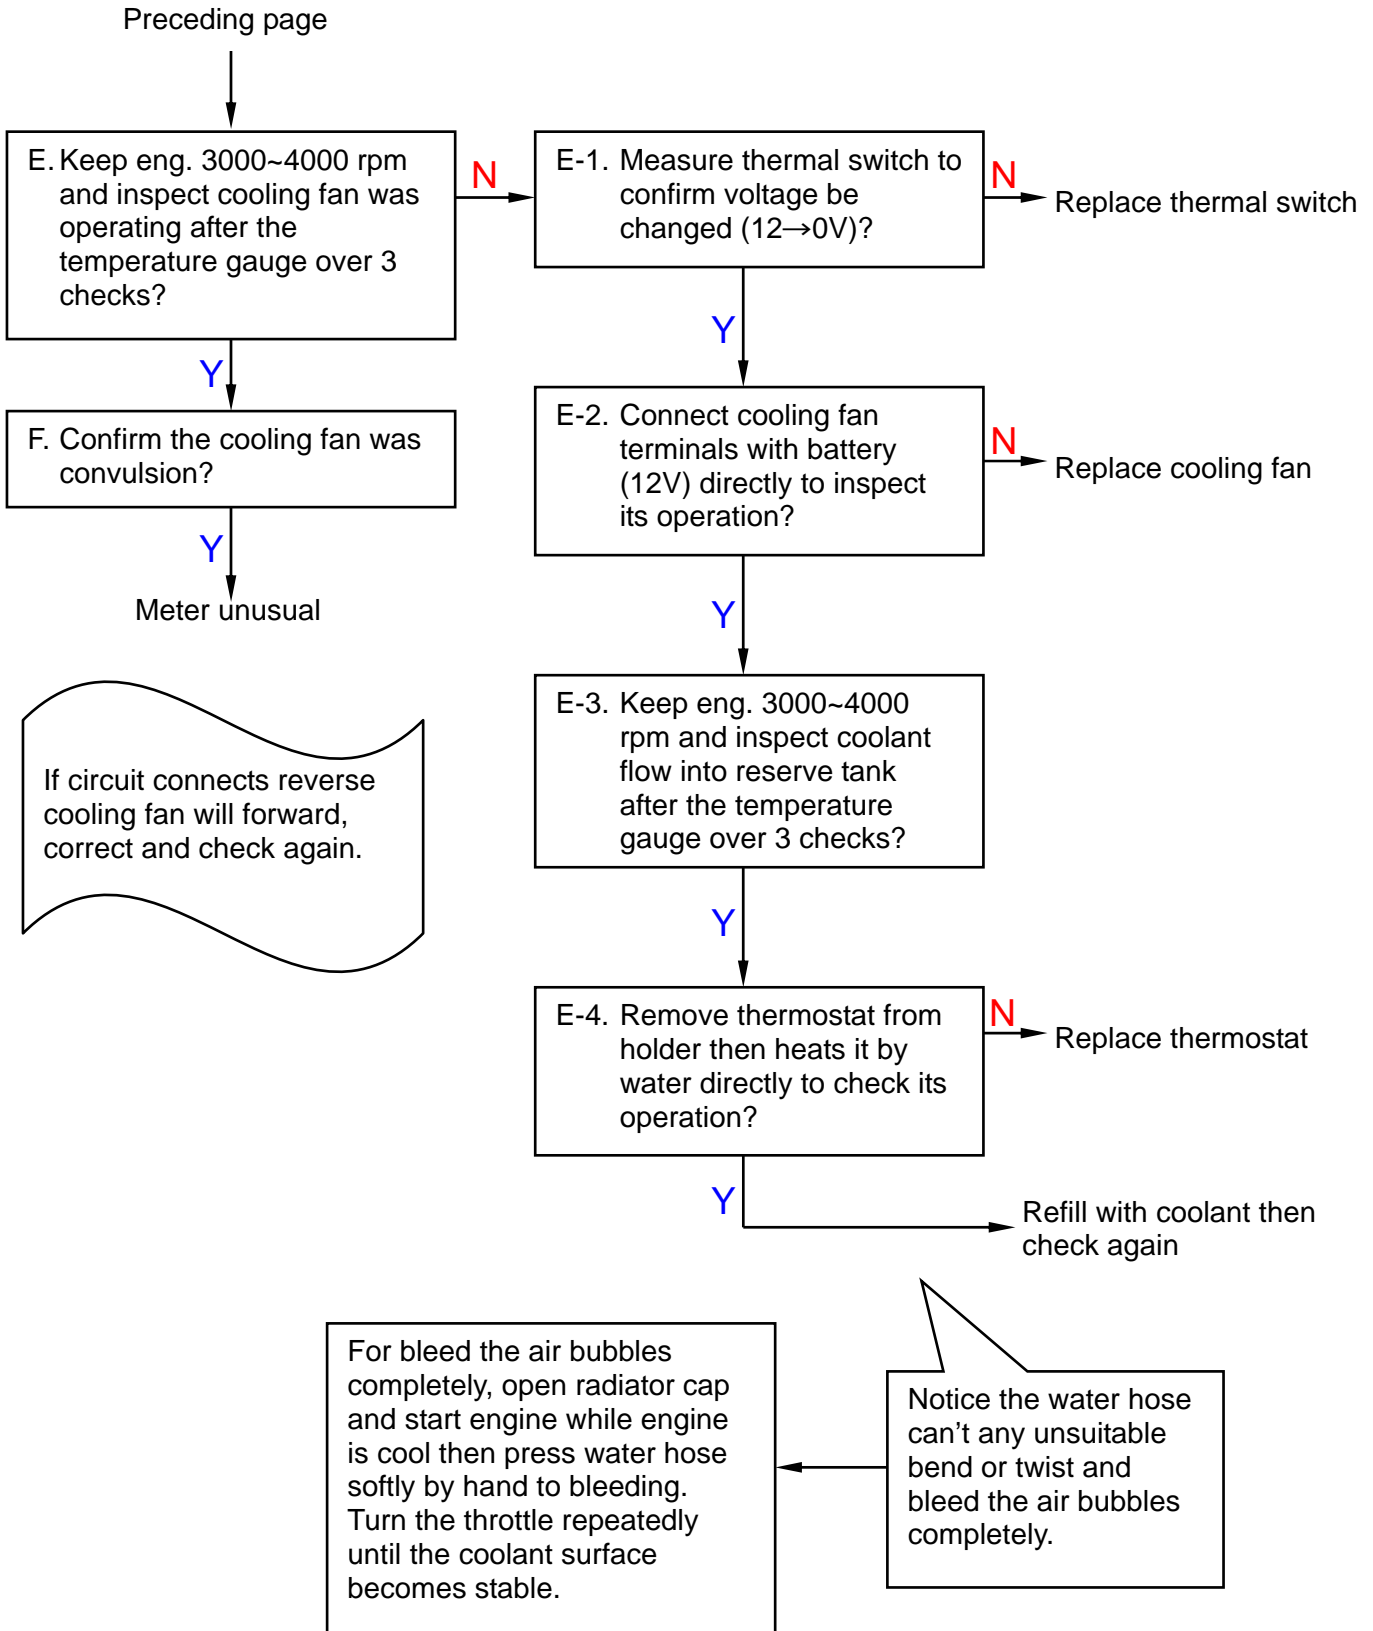 Preceding page
E. Keep eng. 3000~4000 rpm
and inspect cooling fan was
operating after the
temperature gauge over 3
checks?
N
E-1. Measure thermal switch to
confirm voltage be
changed (12→0V)?
N
Replace thermal switch
Y
Y
F. Confirm the cooling fan was
convulsion?
E-2. Connect cooling fan
terminals with battery
(12V) directly to inspect
its operation?
N
Replace cooling fan
Y
Meter unusual
Y
If circuit connects reverse
cooling fan will forward,
correct and check again.
E-3. Keep eng. 3000~4000
rpm and inspect coolant
flow into reserve tank
after the temperature
gauge over 3 checks?
Y
E-4. Remove thermostat from
holder then heats it by
water directly to check its
operation?
N
Replace thermostat
Y
Refill with coolant then
check again
For bleed the air bubbles
completely, open radiator cap
and start engine while engine
is cool then press water hose
softly by hand to bleeding.
Turn the throttle repeatedly
until the coolant surface
becomes stable.
Notice the water hose
can’t any unsuitable
bend or twist and
bleed the air bubbles
completely.